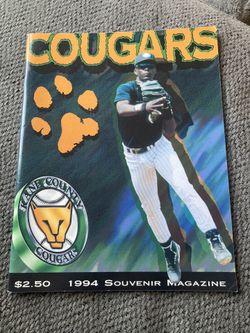 COUGARS
KANE COUNTY
COUGARS
$2.50 1994 SOUVENIR MAGAZINE